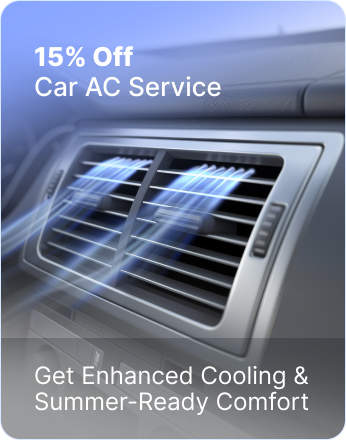 15% Off
Car AC Service
Get Enhanced Cooling &
Summer-Ready Comfort